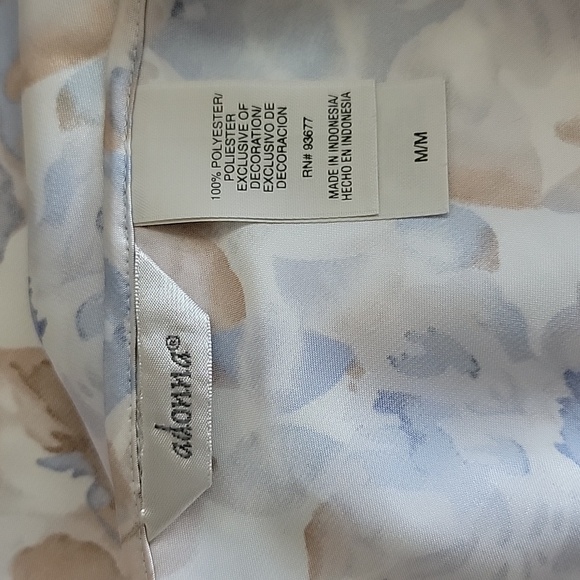 100% POLYESTER/
POLIESTER
EXCLUSIVE OF
DECORATION/
EXCLUSIVO DE
DECORACION
RN# 93677
MADE IN INDONESIA/
HECHO EN INDONESIA
M/M
adonna®